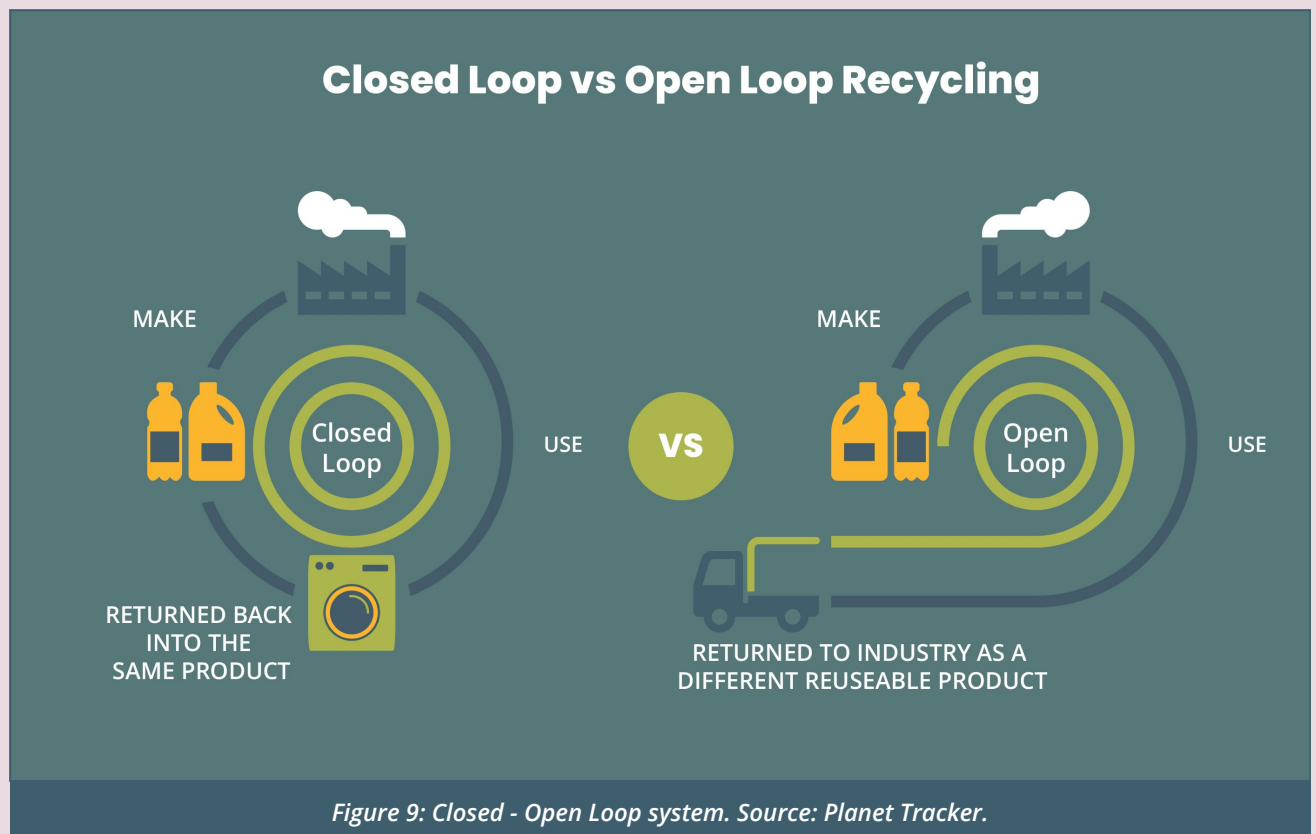 Closed Loop vs Open Loop Recycling
MAKE
Closed
Loop
USE
RETURNED BACK
INTO THE
SAME PRODUCT
VS
MAKE
Open
Loop
USE
RETURNED TO INDUSTRY AS A
DIFFERENT REUSEABLE PRODUCT
Figure 9: Closed - Open Loop system. Source: Planet Tracker.